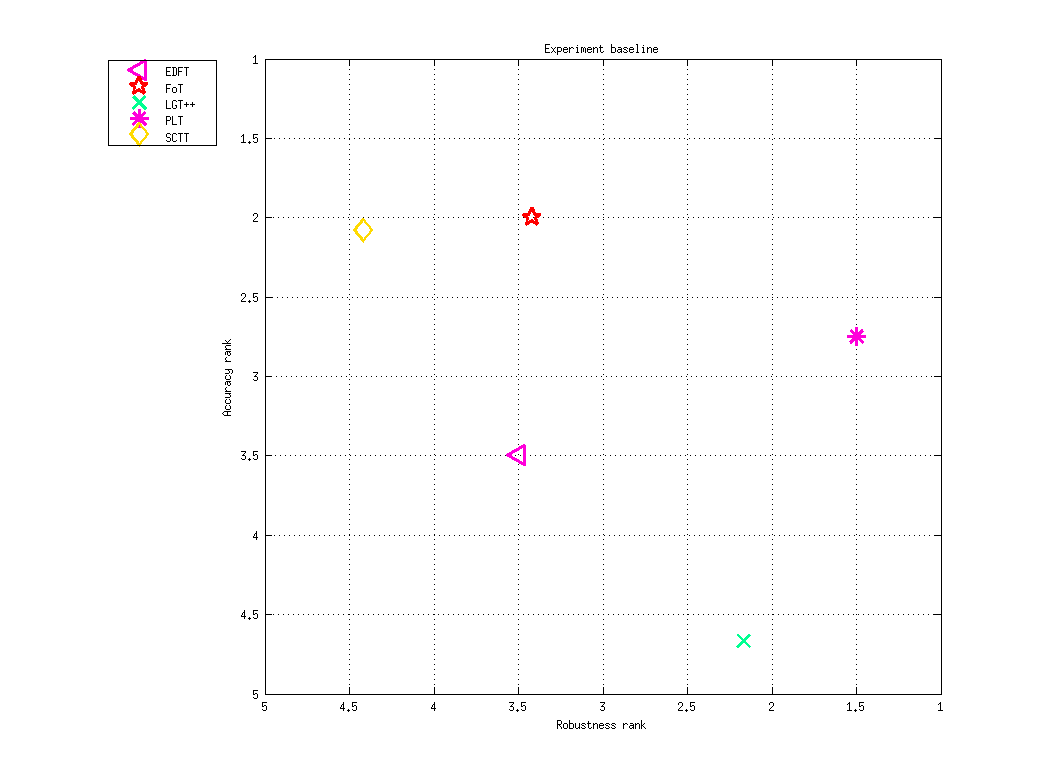 Experiment baseline
EDFT
FoT
LGT++
PLT
SCTT
1
1.5
2
2.5
3
3.5
4
4.5
5
Accuracy rank
5 4.5 4 3.5 3 2.5 2 1.5 1
Robustness rank